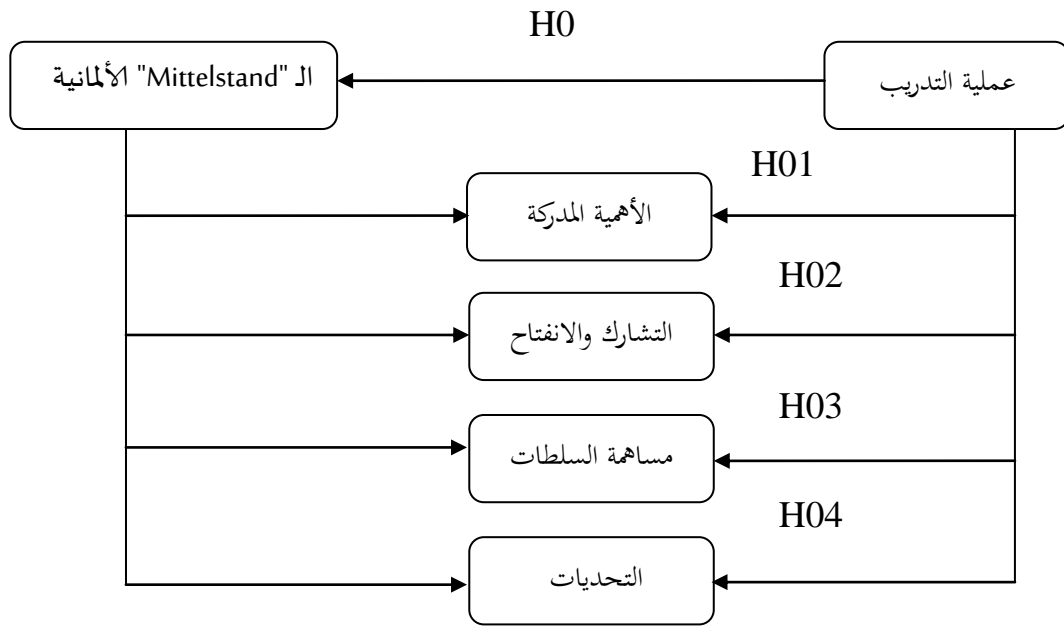 H0
عملية التدريب
الـ "Mittelstand" الألمانية
H01
الأهمية المدركة
H02
التشارك والانفتاح
H03
مساهمة السلطات
H04
التحديات